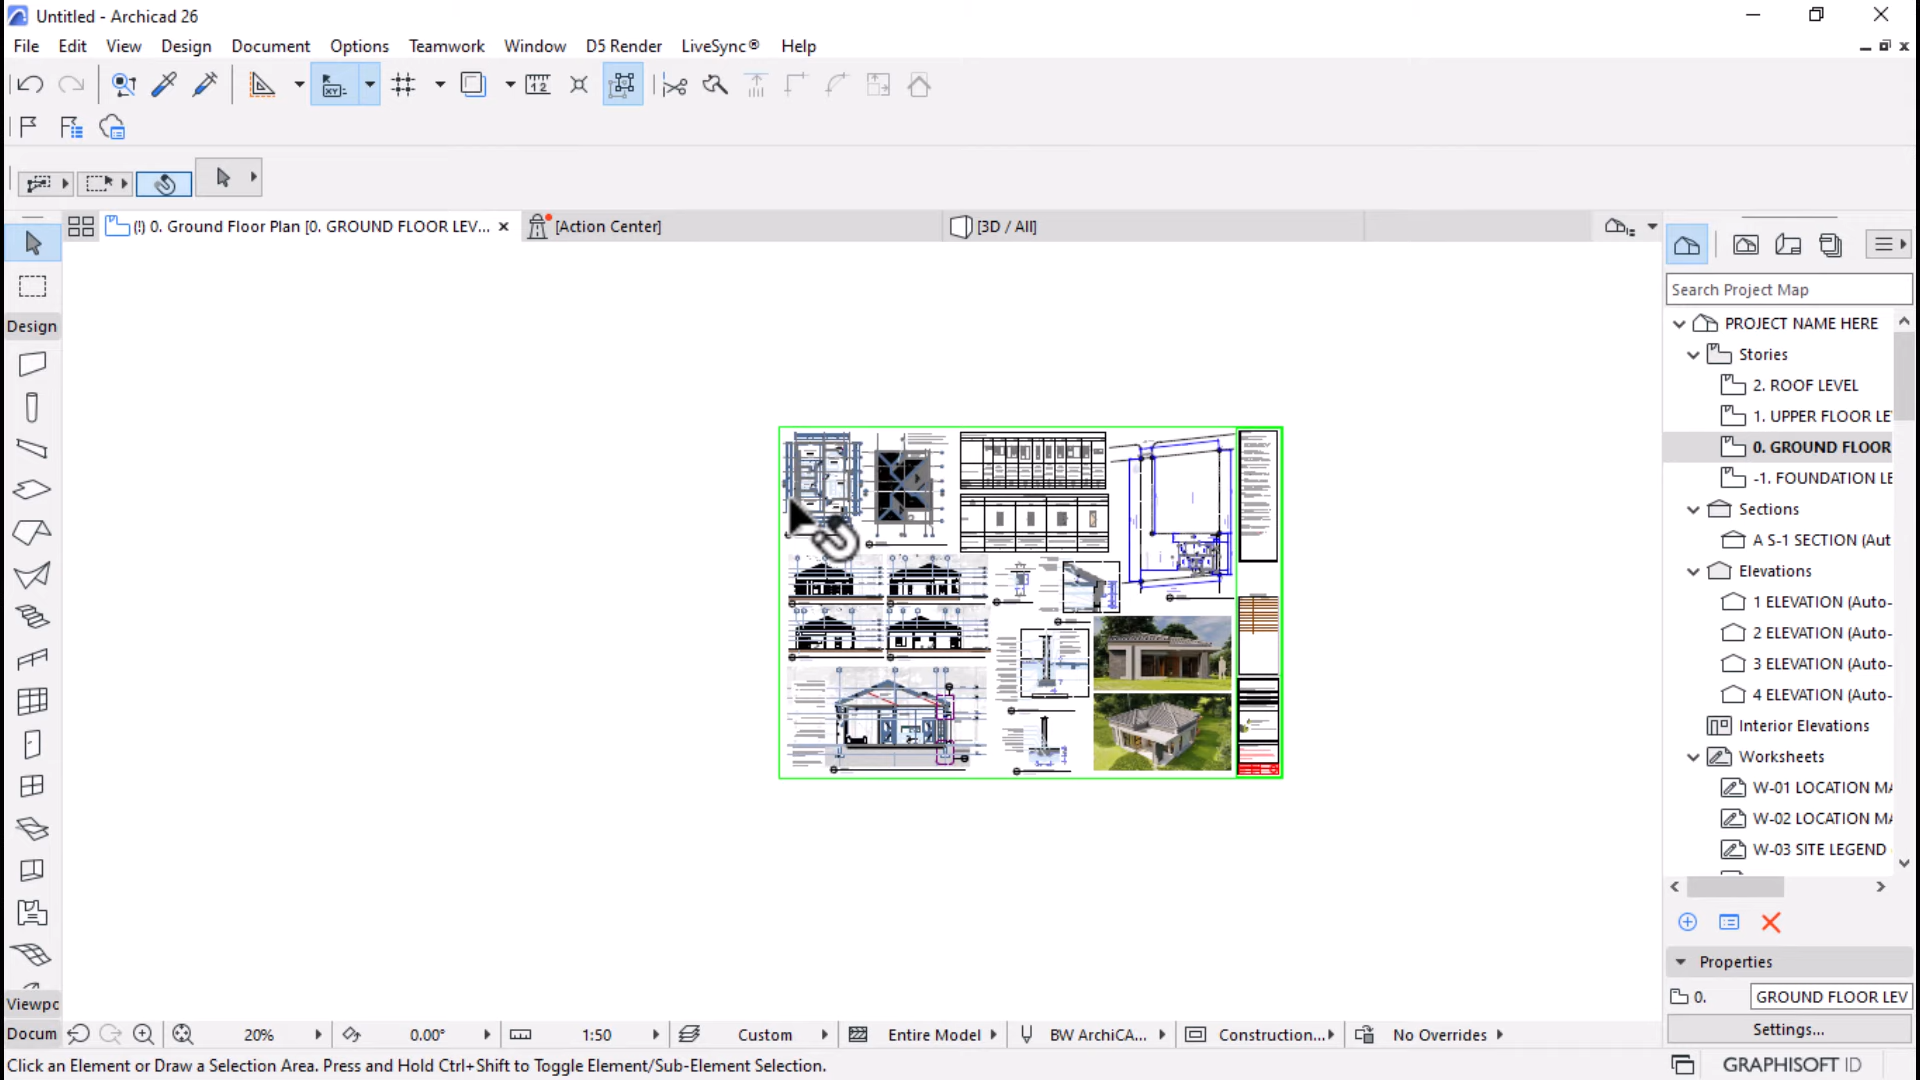 Untitled - Archicad 26
File Edit View Design Document Options Teamwork Window D5 Render LiveSync® Help
(!) 0. Ground Floor Plan [0. GROUND FLOOR LEV...
[Action Center]
[3D / All]
Design
Search Project Map
PROJECT NAME HERE
Stories
2. ROOF LEVEL
1. UPPER FLOOR LE
0. GROUND FLOOR
-1. FOUNDATION LE
Sections
A S-1 SECTION (Aut
Elevations
1 ELEVATION (Auto-
2 ELEVATION (Auto-
3 ELEVATION (Auto-
4 ELEVATION (Auto-
Interior Elevations
Worksheets
W-01 LOCATION MA
W-02 LOCATION MA
W-03 SITE LEGEND
Properties
0. GROUND FLOOR LEV
Settings...
Viewpc
Docum
20% 0.00° 1:50 Custom Entire Model BW ArchiCA... Construction... No Overrides
Click an Element or Draw a Selection Area. Press and Hold Ctrl+Shift to Toggle Element/Sub-Element Selection.
GRAPHISOFT ID